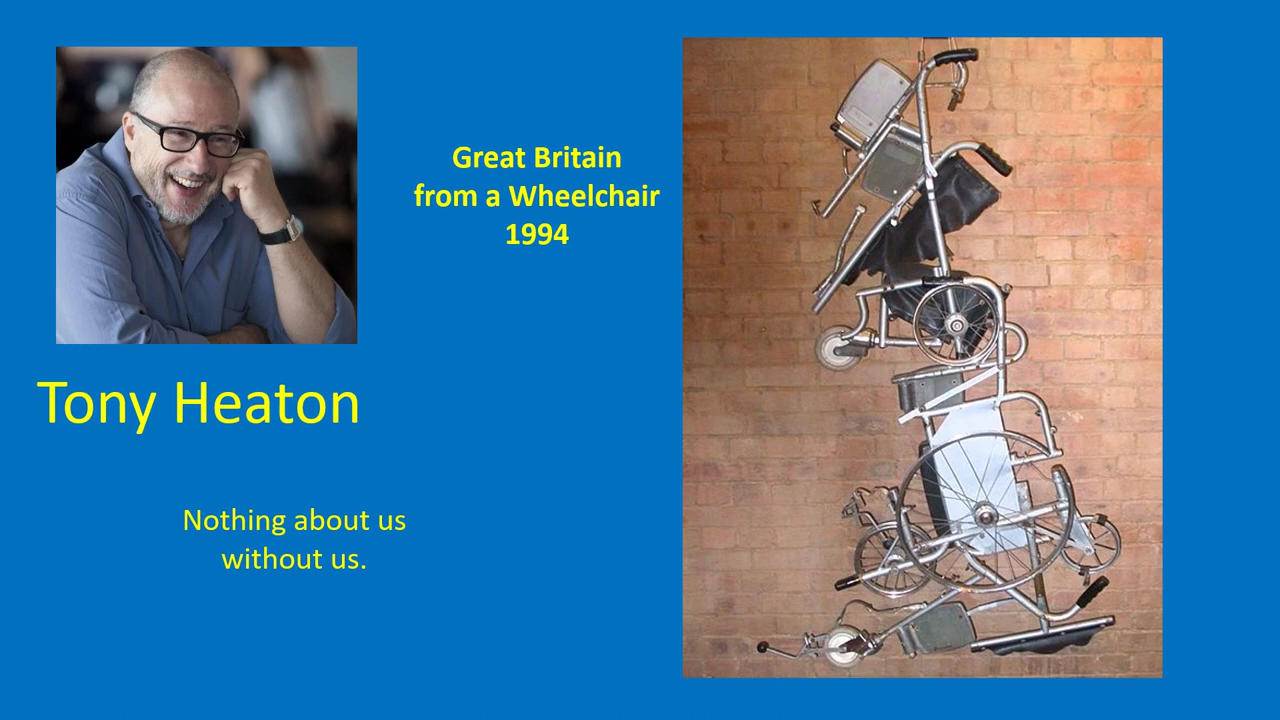 Great Britain
from a Wheelchair
1994
Tony Heaton
Nothing about us
without us.